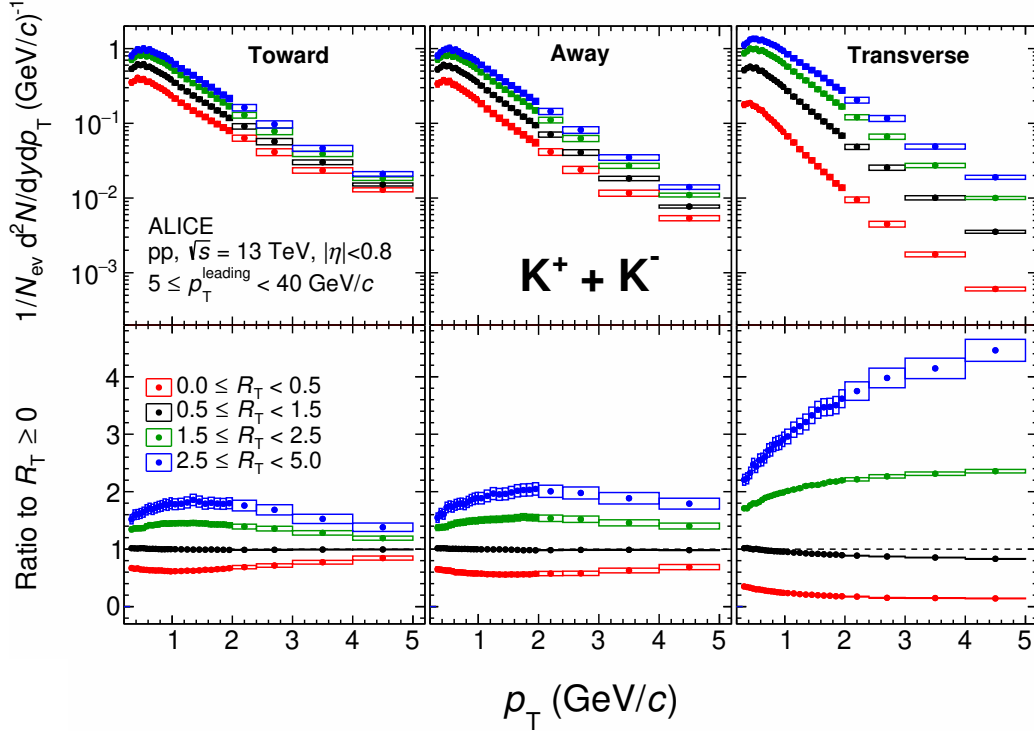 1/N_ev d²N/dydp_T (GeV/c)⁻¹
1
10⁻¹
10⁻²
10⁻³
Toward
Away
Transverse
ALICE
pp, √s = 13 TeV, |η|<0.8
5 ≤ p_T^leading < 40 GeV/c
K⁺ + K⁻
Ratio to R_T ≥ 0
4
3
2
1
0
0.0 ≤ R_T < 0.5
0.5 ≤ R_T < 1.5
1.5 ≤ R_T < 2.5
2.5 ≤ R_T < 5.0
1 2 3 4 5
1 2 3 4 5
1 2 3 4 5
p_T (GeV/c)